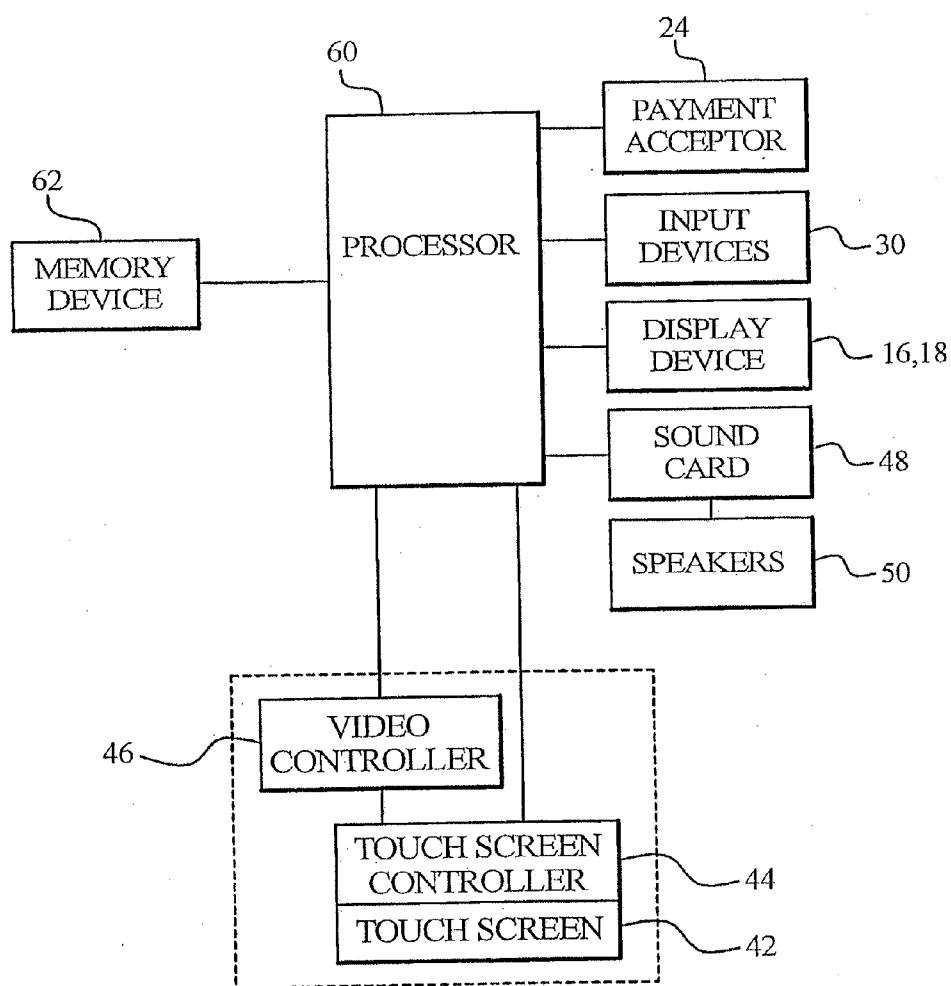 24
60
PAYMENT
ACCEPTOR
62
INPUT
DEVICES
30
PROCESSOR
MEMORY
DEVICE
DISPLAY
DEVICE
16,18
SOUND
CARD
48
SPEAKERS
50
VIDEO
CONTROLLER
46
TOUCH SCREEN
CONTROLLER
44
TOUCH SCREEN
42